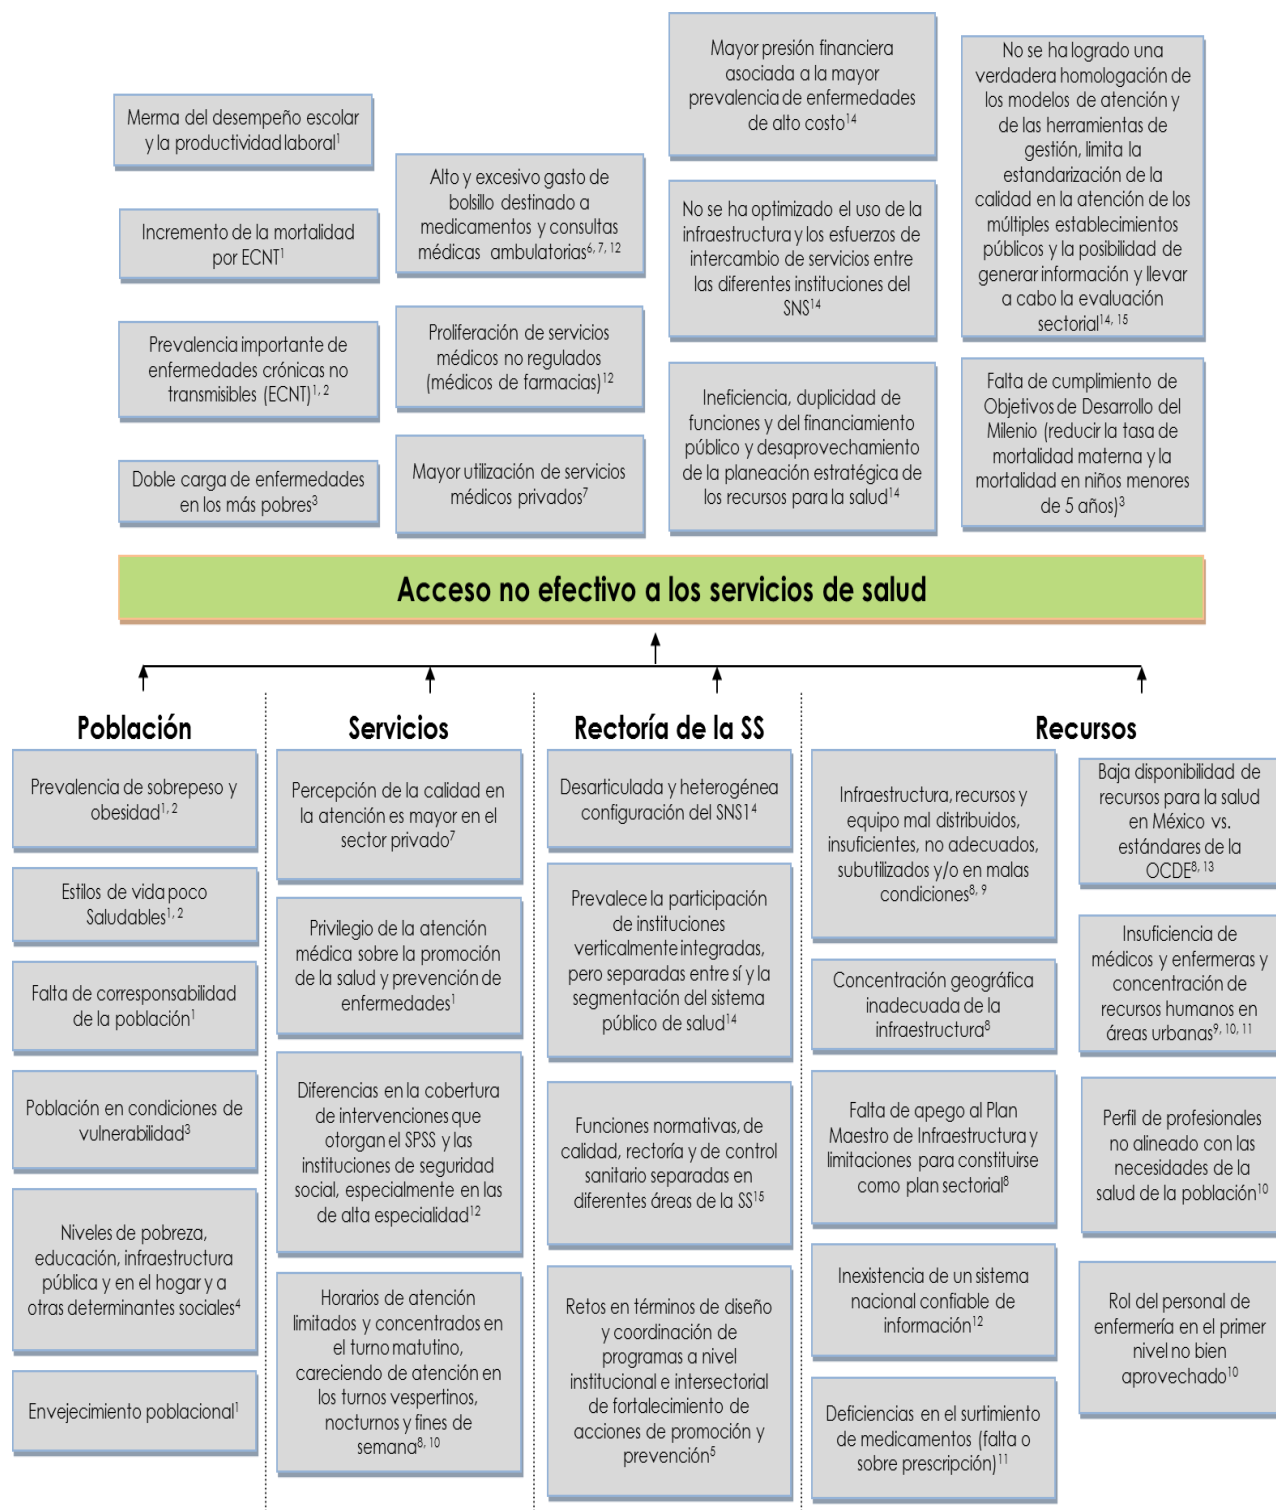 Merma del desempeño escolar
y la productividad laboral1
Incremento de la mortalidad
por ECNT1
Prevalencia importante de
enfermedades crónicas no
transmisibles (ECNT)1, 2
Doble carga de enfermedades
en los más pobres3
Alto y excesivo gasto de
bolsillo destinado a
medicamentos y consultas
médicas ambulatorias6, 7, 12
Proliferación de servicios
médicos no regulados
(médicos de farmacias)12
Mayor utilización de servicios
médicos privados7
Mayor presión financiera
asociada a la mayor
prevalencia de enfermedades
de alto costo14
No se ha optimizado el uso de la
infraestructura y los esfuerzos de
intercambio de servicios entre
las diferentes instituciones del
SNS14
Ineficiencia, duplicidad de
funciones y del financiamiento
público y desaprovechamiento
de la planeación estratégica de
los recursos para la salud14
No se ha logrado una
verdadera homologación de
los modelos de atención y
de las herramientas de
gestión, limita la
estandarización de la
calidad en la atención de los
múltiples establecimientos
públicos y la posibilidad de
generar información y llevar
a cabo la evaluación
sectorial14, 15
Falta de cumplimiento de
Objetivos de Desarrollo del
Milenio (reducir la tasa de
mortalidad materna y la
mortalidad en niños menores
de 5 años)3
Acceso no efectivo a los servicios de salud
Población
Prevalencia de sobrepeso y
obesidad1, 2
Estilos de vida poco
Saludables1, 2
Falta de corresponsabilidad
de la población1
Población en condiciones de
vulnerabilidad3
Niveles de pobreza,
educación, infraestructura
pública y en el hogar y a
otras determinantes sociales4
Envejecimiento poblacional1
Servicios
Percepción de la calidad en
la atención es mayor en el
sector privado7
Privilegio de la atención
médica sobre la promoción
de la salud y prevención de
enfermedades1
Diferencias en la cobertura
de intervenciones que
otorgan el SPSS y las
instituciones de seguridad
social, especialmente en las
de alta especialidad12
Horarios de atención
limitados y concentrados en
el turno matutino,
careciendo de atención en
los turnos vespertinos,
nocturnos y fines de
semana8, 10
Rectoría de la SS
Desarticulada y heterogénea
configuración del SNS14
Prevalece la participación
de instituciones
verticalmente integradas,
pero separadas entre sí y la
segmentación del sistema
público de salud14
Funciones normativas, de
calidad, rectoría y de control
sanitario separadas en
diferentes áreas de la SS15
Retos en términos de diseño
y coordinación de
programas a nivel
institucional e intersectorial
de fortalecimiento de
acciones de promoción y
prevención5
Recursos
Infraestructura, recursos y
equipo mal distribuidos,
insuficientes, no adecuados,
subutilizados y/o en malas
condiciones8, 9
Concentración geográfica
inadecuada de la
infraestructura8
Falta de apego al Plan
Maestro de Infraestructura y
limitaciones para constituirse
como plan sectorial8
Inexistencia de un sistema
nacional confiable de
información12
Deficiencias en el surtimiento
de medicamentos (falta o
sobre prescripción)11
Baja disponibilidad de
recursos para la salud
en México vs.
estándares de la
OCDE8, 13
Insuficiencia de
médicos y enfermeras y
concentración de
recursos humanos en
áreas urbanas9, 10, 11
Perfil de profesionales
no alineado con las
necesidades de la
salud de la población10
Rol del personal de
enfermería en el primer
nivel no bien
aprovechado10